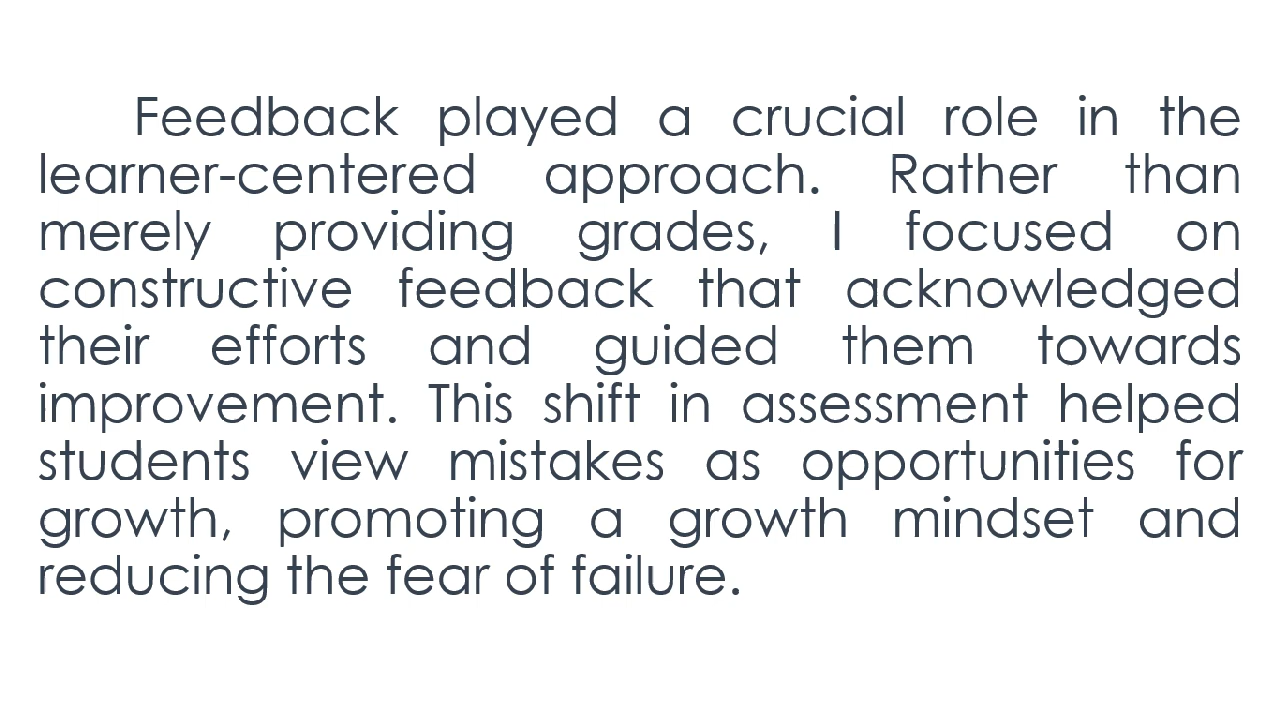 Feedback played a crucial role in the
learner-centered approach. Rather than
merely providing grades, I focused on
constructive feedback that acknowledged
their efforts and guided them towards
improvement. This shift in assessment helped
students view mistakes as opportunities for
growth, promoting a growth mindset and
reducing the fear of failure.